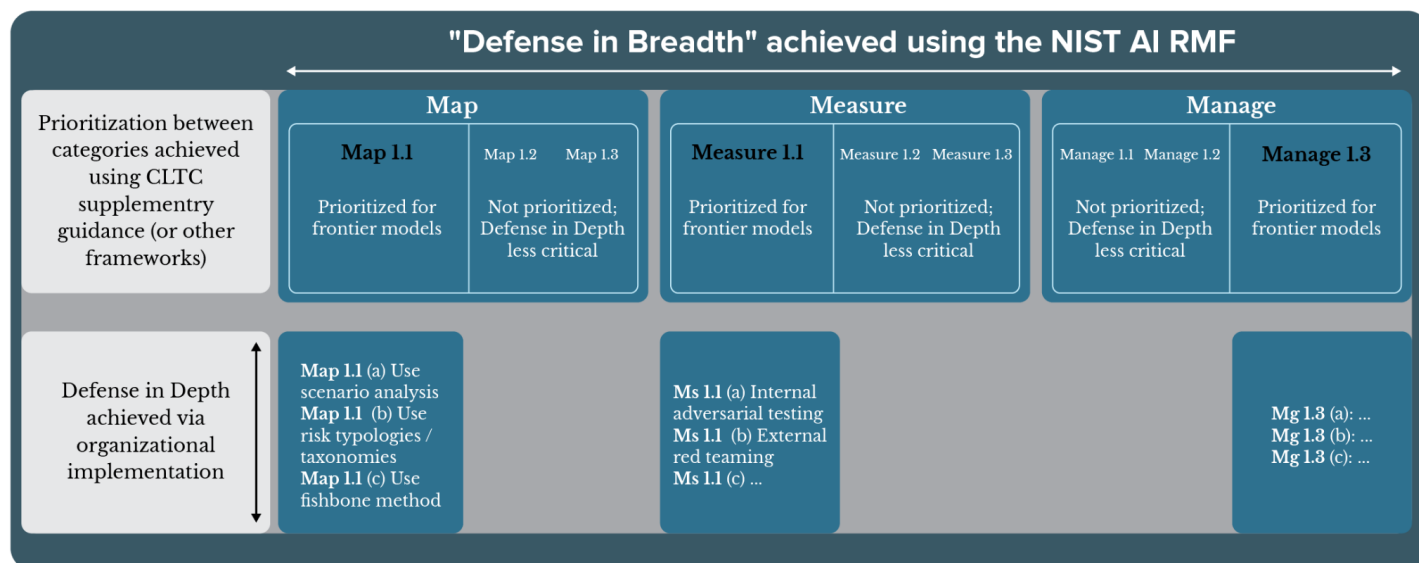 "Defense in Breadth" achieved using the NIST AI RMF
Prioritization between
categories achieved
using CLTC
supplementry
guidance (or other
frameworks)
Map
Map 1.1
Prioritized for
frontier models
Map 1.2 Map 1.3
Not prioritized;
Defense in Depth
less critical
Measure
Measure 1.1
Prioritized for
frontier models
Measure 1.2 Measure 1.3
Not prioritized;
Defense in Depth
less critical
Manage
Manage 1.1 Manage 1.2
Not prioritized;
Defense in Depth
less critical
Manage 1.3
Prioritized for
frontier models
Defense in Depth
achieved via
organizational
implementation
Map 1.1 (a) Use
scenario analysis
Map 1.1 (b) Use
risk typologies /
taxonomies
Map 1.1 (c) Use
fishbone method
Ms 1.1 (a) Internal
adversarial testing
Ms 1.1 (b) External
red teaming
Ms 1.1 (c) ...
Mg 1.3 (a): ...
Mg 1.3 (b): ...
Mg 1.3 (c): ...